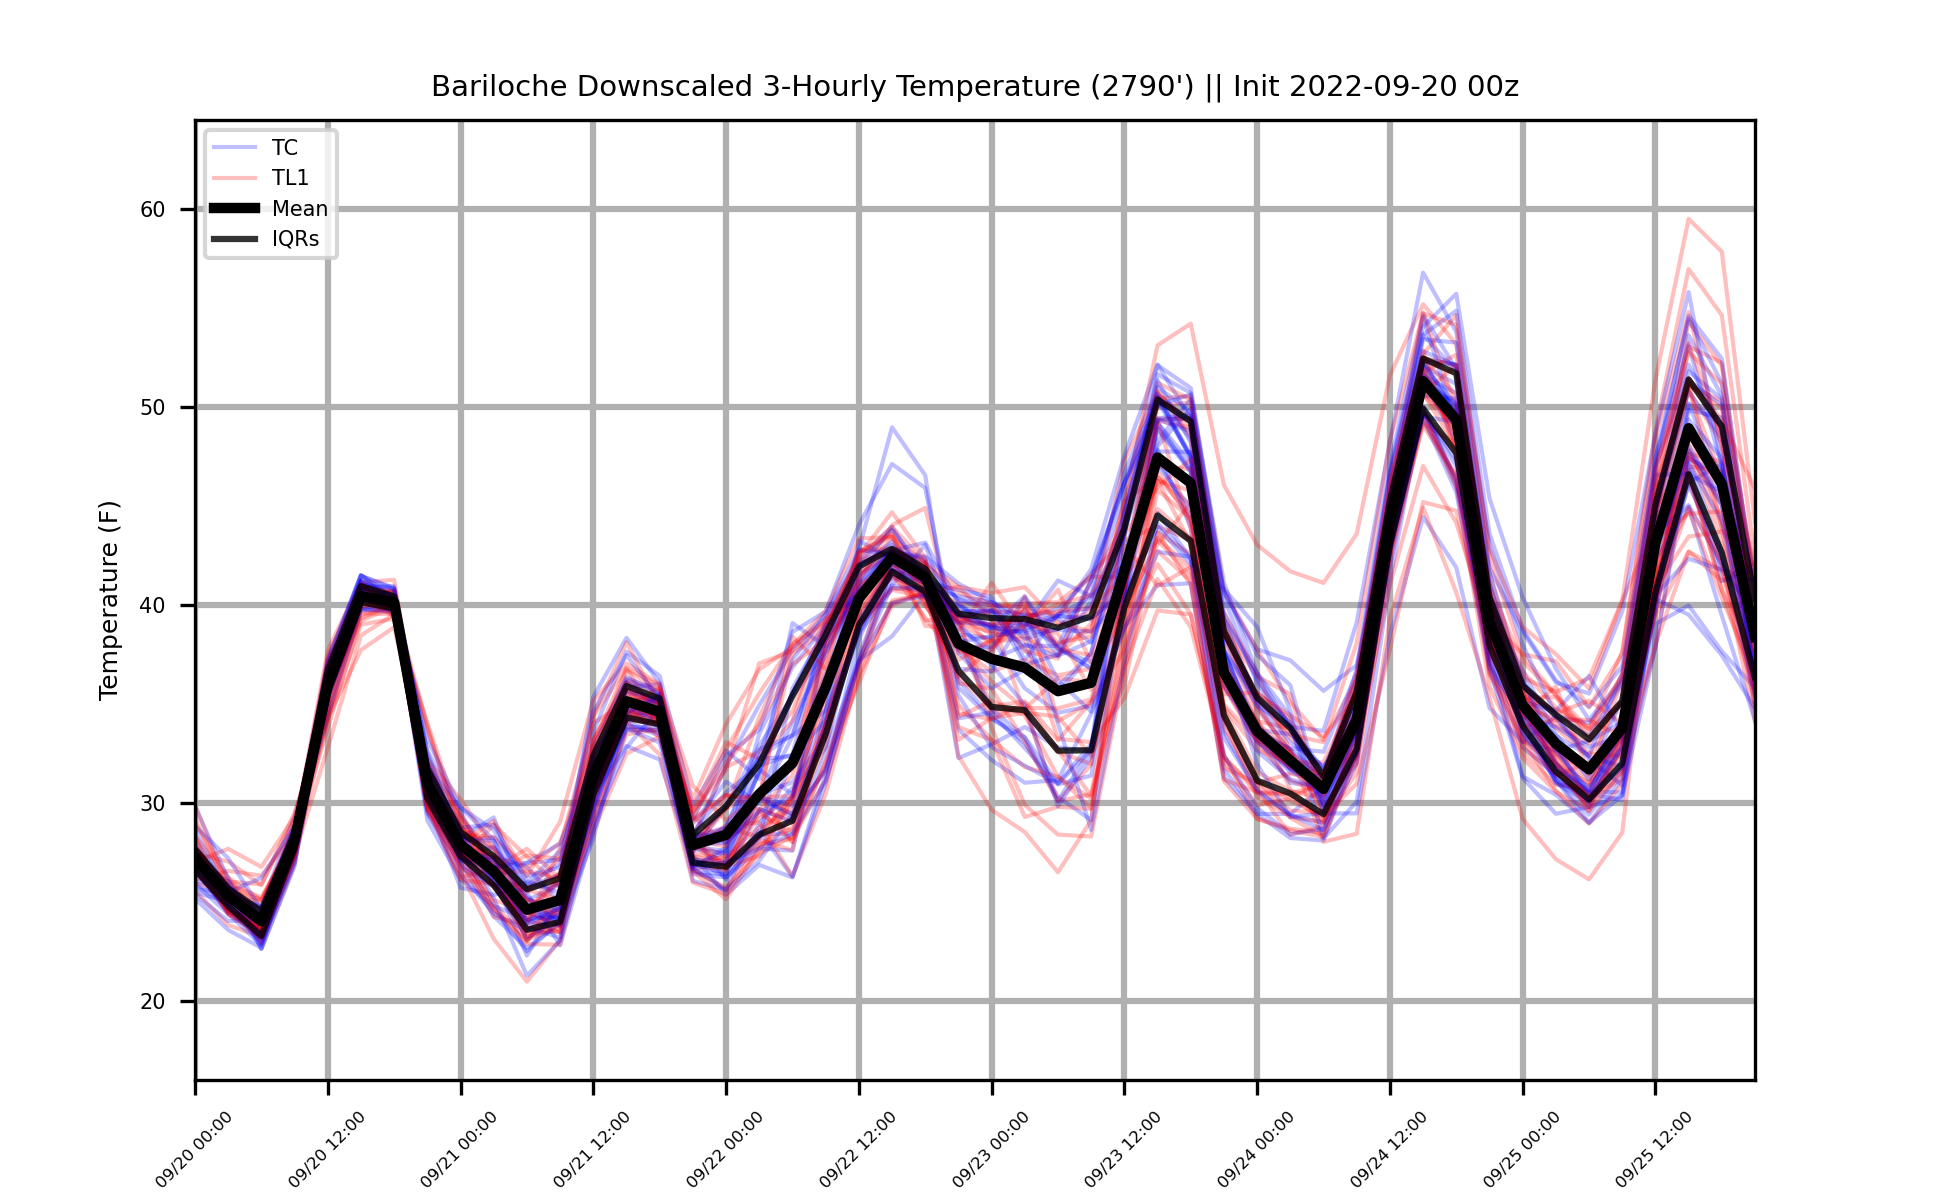 Bariloche Downscaled 3-Hourly Temperature (2790') || Init 2022-09-20 00z
TC
TL1
Mean
IQRs
Temperature (F)
60
50
40
30
20
09/20 00:00
09/20 12:00
09/21 00:00
09/21 12:00
09/22 00:00
09/22 12:00
09/23 00:00
09/23 12:00
09/24 00:00
09/24 12:00
09/25 00:00
09/25 12:00